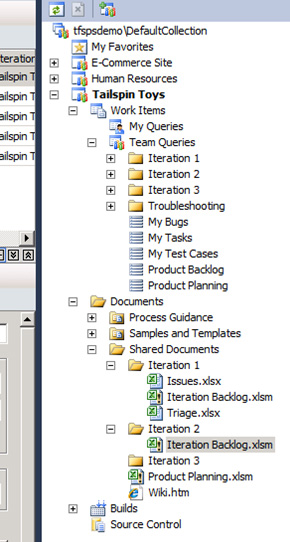 tfspsdemo\DefaultCollection
My Favorites
E-Commerce Site
Human Resources
Tailspin Toys
Work Items
My Queries
Team Queries
Iteration 1
Iteration 2
Iteration 3
Troubleshooting
My Bugs
My Tasks
My Test Cases
Product Backlog
Product Planning
Documents
Process Guidance
Samples and Templates
Shared Documents
Iteration 1
Issues.xlsx
Iteration Backlog.xlsm
Triage.xlsx
Iteration 2
Iteration Backlog.xlsm
Iteration 3
Product Planning.xlsm
Wiki.htm
Builds
Source Control
teration
ailspin T
ailspin T
ailspin T
ailspin T
ailspin T
ailspin T